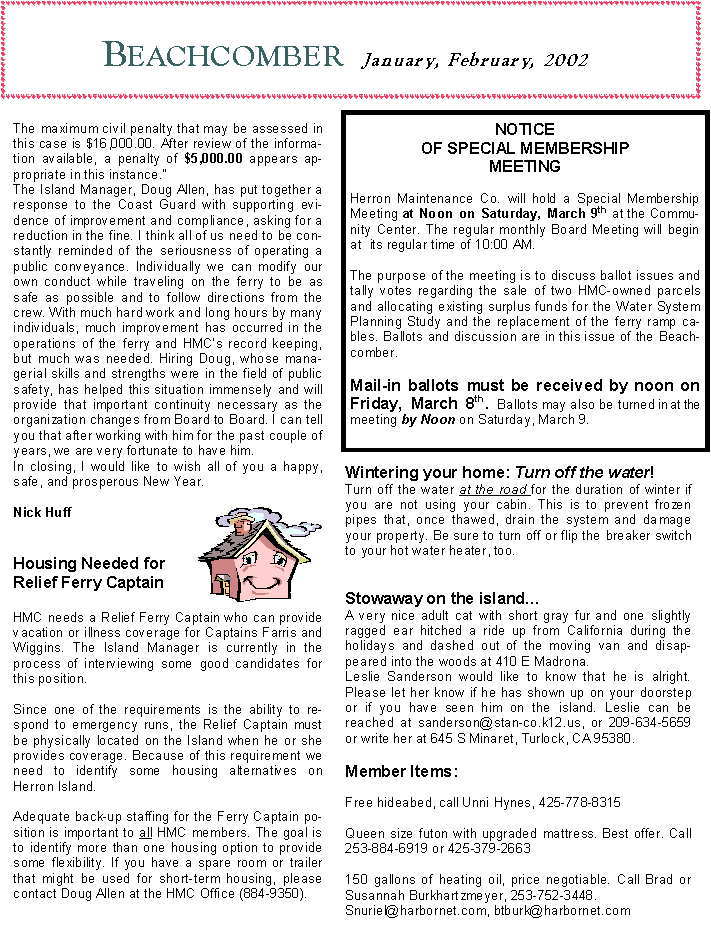 BEACHCOMBER January, February, 2002
The maximum civil penalty that may be assessed in
this case is $16,000.00. After review of the informa-
tion available, a penalty of $5,000.00 appears ap-
propriate in this instance."
The Island Manager, Doug Allen, has put together a
response to the Coast Guard with supporting evi-
dence of improvement and compliance, asking for a
reduction in the fine. I think all of us need to be con-
stantly reminded of the seriousness of operating a
public conveyance. Individually we can modify our
own conduct while traveling on the ferry to be as
safe as possible and to follow directions from the
crew. With much hard work and long hours by many
individuals, much improvement has occurred in the
operations of the ferry and HMC's record keeping,
but much was needed. Hiring Doug, whose mana-
gerial skills and strengths were in the field of public
safety, has helped this situation immensely and will
provide that important continuity necessary as the
organization changes from Board to Board. I can tell
you that after working with him for the past couple of
years, we are very fortunate to have him.
In closing, I would like to wish all of you a happy,
safe, and prosperous New Year.
Nick Huff
Housing Needed for
Relief Ferry Captain
HMC needs a Relief Ferry Captain who can provide
vacation or illness coverage for Captains Farris and
Wiggins. The Island Manager is currently in the
process of interviewing some good candidates for
this position.
Since one of the requirements is the ability to re-
spond to emergency runs, the Relief Captain must
be physically located on the Island when he or she
provides coverage. Because of this requirement we
need to identify some housing alternatives on
Herron Island.
Adequate back-up staffing for the Ferry Captain po-
sition is important to all HMC members. The goal is
to identify more than one housing option to provide
some flexibility. If you have a spare room or trailer
that might be used for short-term housing, please
contact Doug Allen at the HMC Office (884-9350).
NOTICE
OF SPECIAL MEMBERSHIP
MEETING
Herron Maintenance Co. will hold a Special Membership
Meeting at Noon on Saturday, March 9th at the Commu-
nity Center. The regular monthly Board Meeting will begin
at its regular time of 10:00 AM.
The purpose of the meeting is to discuss ballot issues and
tally votes regarding the sale of two HMC-owned parcels
and allocating existing surplus funds for the Water System
Planning Study and the replacement of the ferry ramp ca-
bles. Ballots and discussion are in this issue of the Beach-
comber.
Mail-in ballots must be received by noon on
Friday, March 8th. Ballots may also be turned in at the
meeting by Noon on Saturday, March 9.
Wintering your home: Turn off the water!
Turn off the water at the road for the duration of winter if
you are not using your cabin. This is to prevent frozen
pipes that, once thawed, drain the system and damage
your property. Be sure to turn off or flip the breaker switch
to your hot water heater, too.
Stowaway on the island...
A very nice adult cat with short gray fur and one slightly
ragged ear hitched a ride up from California during the
holidays and dashed out of the moving van and disap-
peared into the woods at 410 E Madrona.
Leslie Sanderson would like to know that he is alright.
Please let her know if he has shown up on your doorstep
or if you have seen him on the island. Leslie can be
reached at sanderson@stan-co.k12.us, or 209-634-5659
or write her at 645 S Minaret, Turlock, CA 95380.
Member Items:
Free hideabed, call Unni Hynes, 425-778-8315
Queen size futon with upgraded mattress. Best offer. Call
253-884-6919 or 425-379-2663
150 gallons of heating oil, price negotiable. Call Brad or
Susannah Burkhartzmeyer, 253-752-3448.
Snuriel@harbornet.com, btburk@harbornet.com